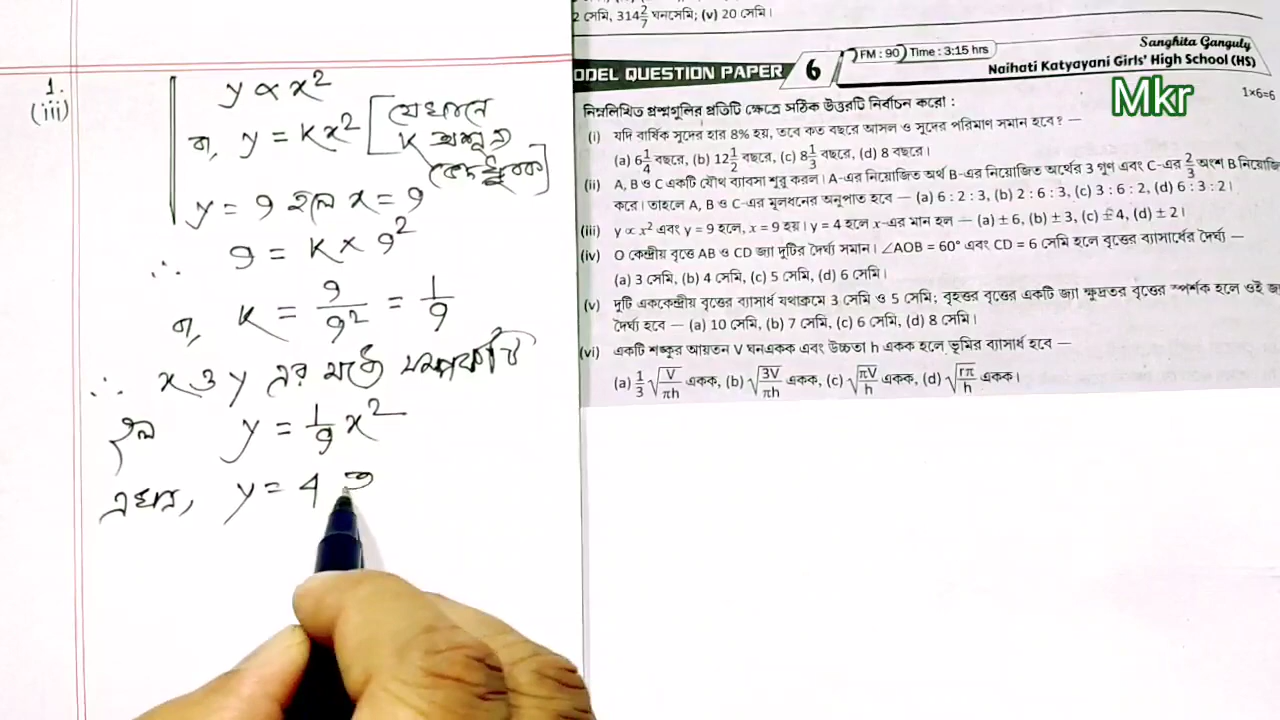 1.
(iii)
y ∝ x²
বা, y = Kx² [যেখানে
K অশূন্য
ভেদ ধ্রুবক]
y = 9 হলে x = 9
∴ 9 = K × 9²
বা, K = 9/9² = 1/9
∴ x ও y এর মধ্যে সম্পর্কটি
হল y = 1/9 x²
এখন, y = 4
2 সেমি, 314 2/7 ঘনসেমি; (v) 20 সেমি।
ODEL QUESTION PAPER 6 FM : 90 Time : 3:15 hrs
Sanghita Ganguly
Naihati Katyayani Girls' High School (HS)
Mkr
নিম্নলিখিত প্রশ্নগুলির প্রতিটি ক্ষেত্রে সঠিক উত্তরটি নির্বাচন করো : 1×6=6
(i) যদি বার্ষিক সুদের হার 8% হয়, তবে কত বছরে আসল ও সুদের পরিমাণ সমান হবে? —
(a) 6 1/4 বছরে, (b) 12 1/2 বছরে, (c) 8 1/3 বছরে, (d) 8 বছরে।
(ii) A, B ও C একটি যৌথ ব্যাবসা শুরু করল। A-এর নিয়োজিত অর্থ B-এর নিয়োজিত অর্থের 3 গুণ এবং C-এর 2/3 অংশ B নিয়োজি
করে। তাহলে A, B ও C-এর মূলধনের অনুপাত হবে — (a) 6 : 2 : 3, (b) 2 : 6 : 3, (c) 3 : 6 : 2, (d) 6 : 3 : 2।
(iii) y ∝ x² এবং y = 9 হলে, x = 9 হয়। y = 4 হলে x-এর মান হল — (a) ± 6, (b) ± 3, (c) ± 4, (d) ± 2।
(iv) O কেন্দ্রীয় বৃত্তে AB ও CD জ্যা দুটির দৈর্ঘ্য সমান। ∠AOB = 60° এবং CD = 6 সেমি হলে বৃত্তের ব্যাসার্ধের দৈর্ঘ্য —
(a) 3 সেমি, (b) 4 সেমি, (c) 5 সেমি, (d) 6 সেমি।
(v) দুটি এককেন্দ্রীয় বৃত্তের ব্যাসার্ধ যথাক্রমে 3 সেমি ও 5 সেমি; বৃহত্তর বৃত্তের একটি জ্যা ক্ষুদ্রতর বৃত্তের স্পর্শক হলে ওই জ্যা
দৈর্ঘ্য হবে — (a) 10 সেমি, (b) 7 সেমি, (c) 6 সেমি, (d) 8 সেমি।
(vi) একটি শঙ্কুর আয়তন V ঘনএকক এবং উচ্চতা h একক হলে ভূমির ব্যাসার্ধ হবে —
(a) 1/3 √(V/πh) একক, (b) √(3V/πh) একক, (c) √(πV/h) একক, (d) √(rπ/h) একক।